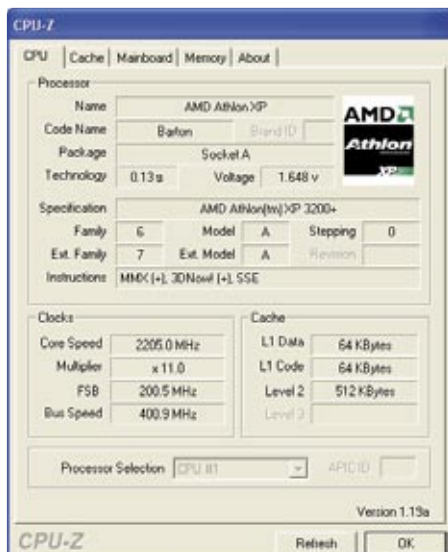 CPU-Z
CPU Cache Mainboard Memory About
Processor
Name AMD Athlon XP
Code Name Barton Brand ID
Package Socket A
Technology 0.13 Voltage 1.648 v
AMD
Athlon
XP
Specification AMD Athlon(tm) XP 3200+
Family 6 Model A Stepping 0
Ext. Family 7 Ext. Model A Revision
Instructions MMX (+), 3DNow! (+), SSE
Clocks
Core Speed 2205.0 MHz
Multiplier x 11.0
FSB 200.5 MHz
Bus Speed 400.9 MHz
Cache
L1 Data 64 KBytes
L1 Code 64 KBytes
Level 2 512 KBytes
Level 3
Processor Selection CPU #1 APIC ID
Version 1.19a
CPU-Z Refresh OK